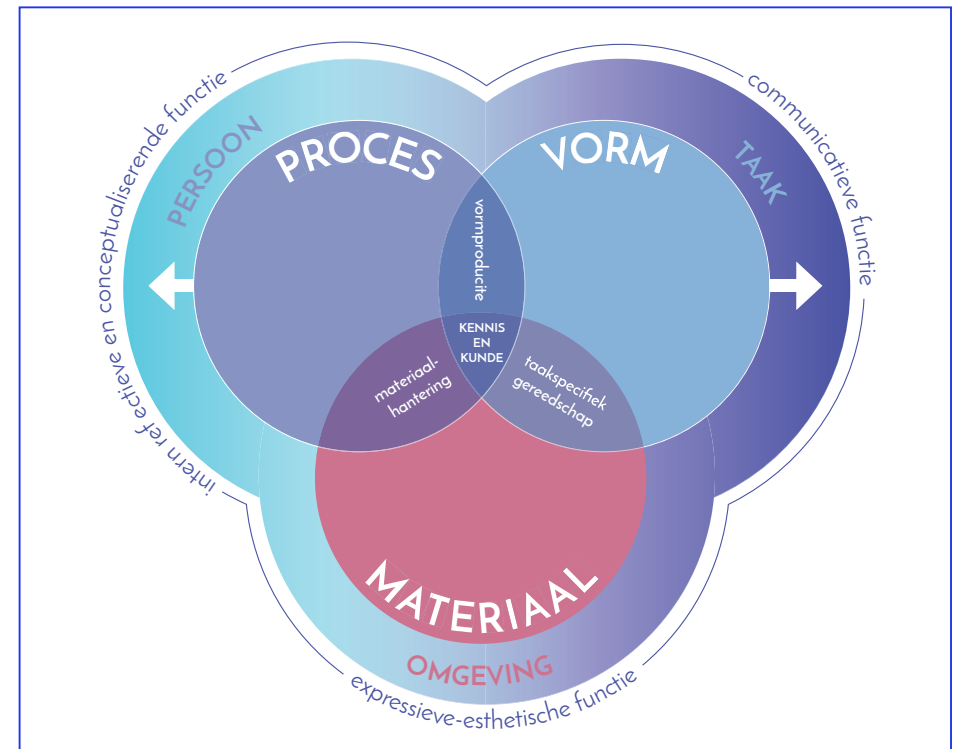 intern ref ectieve en conceptualiserende functie
communicatieve functie
PERSOON
TAAK
PROCES
VORM
vormproducite
KENNIS
EN
KUNDE
materiaal-
hantering
taakspecifiek
gereedschap
MATERIAAL
OMGEVING
expressieve-esthetische functie